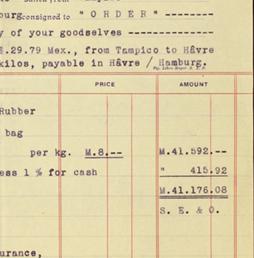 burg consigned to " O R D E R " --------
y of your goodselves ---------------
.29.79 Mex., from Tampico to Hâvre
kilos, payable in Hâvre / Hamburg.
PRICE AMOUNT
Rubber
bag
per kg. M.8.-- M.41.592.--
ess 1 % for cash " 415.92
M.41.176.08
S. E. & O.
urance,